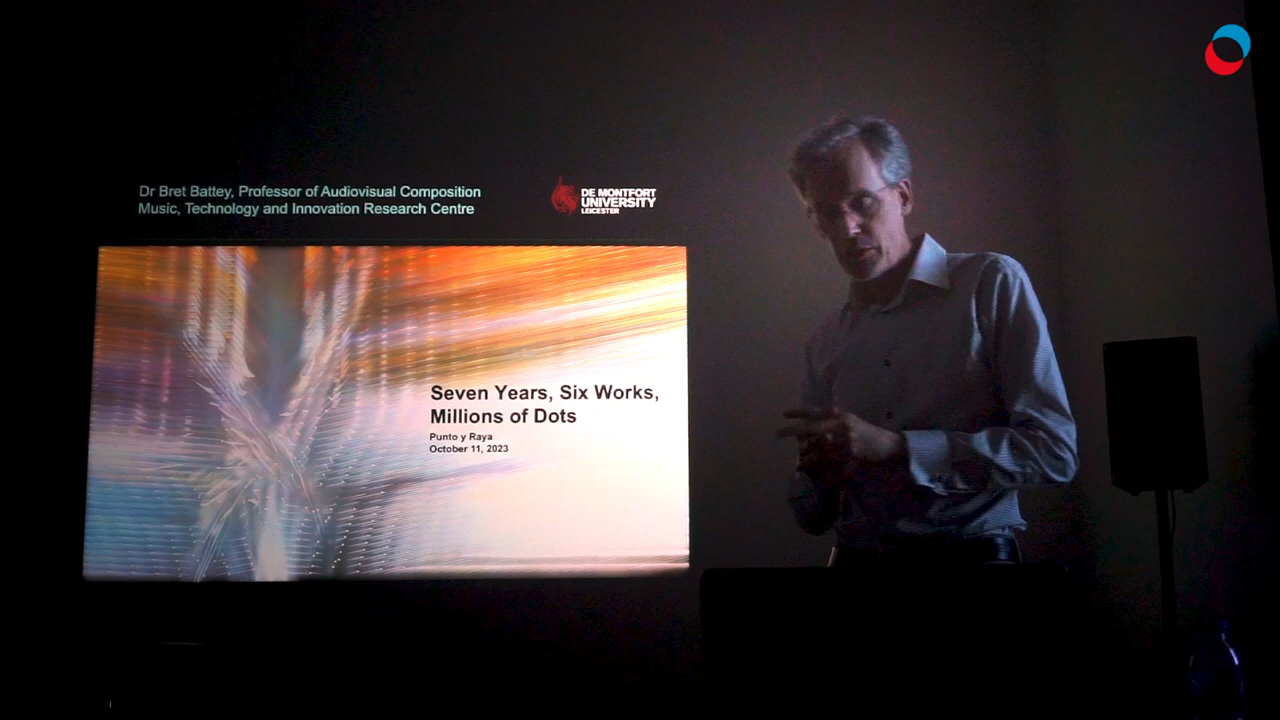 Dr Bret Battey, Professor of Audiovisual Composition
Music, Technology and Innovation Research Centre
DE MONTFORT
UNIVERSITY
LEICESTER
Seven Years, Six Works,
Millions of Dots
Punto y Raya
October 11, 2023